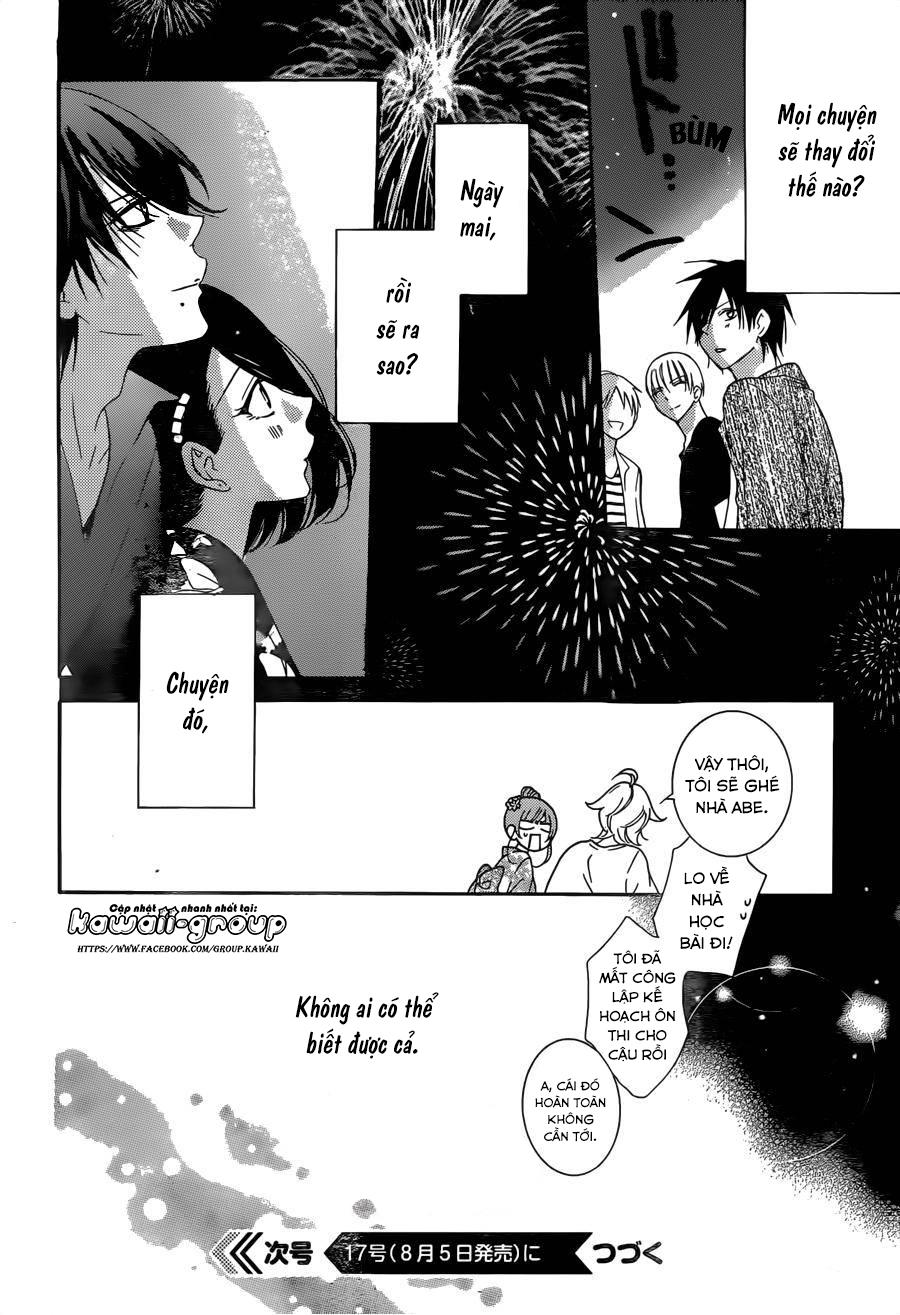 Mọi chuyện
sẽ thay đổi
thế nào?
ド
BÙM
Ngày
mai,
rồi
sẽ ra
sao?
Chuyện
đó,
VẬY THÔI,
TÔI SẼ GHÉ
NHÀ ABE.
LO VỀ
NHÀ
HỌC
BÀI ĐI!
TÔI ĐÃ
MẤT CÔNG
LẬP KẾ
HOẠCH ÔN
THI CHO
CẬU RỒI
A, CÁI ĐÓ
HOÀN TOÀN
KHÔNG
CẦN TỚI.
Cập nhật nhanh nhất tại:
kawaii-group
HTTPS://WWW.FACEBOOK.COM/GROUP.KAWAII
Không ai có thể
biết được cả.
次号 17号(8月5日発売)に つづく